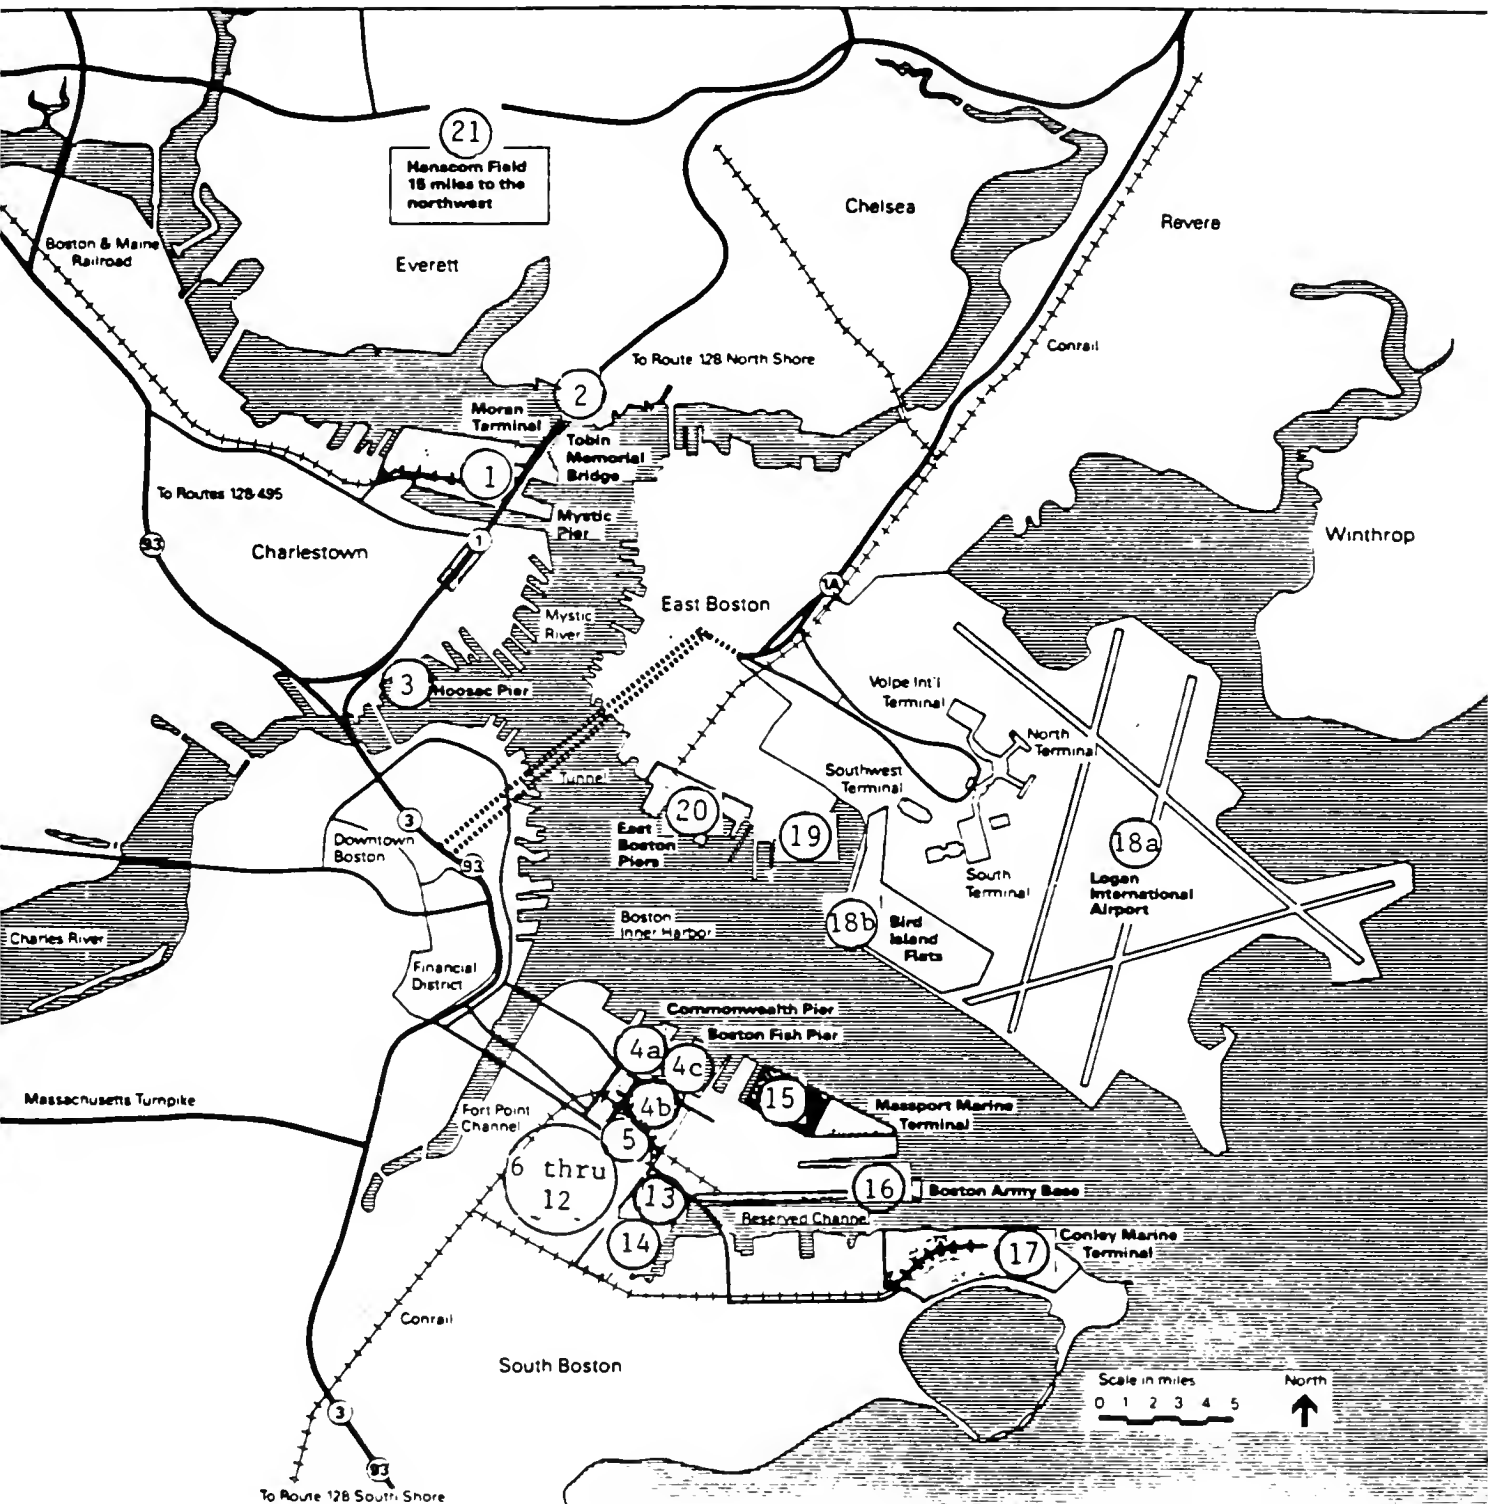 21
Hanscom Field
15 miles to the
northwest
Chelsea
Revere
Boston & Maine
Railroad
Everett
Conrail
To Route 128 North Shore
2
Moran
Terminal
Tobin
Memorial
Bridge
1
To Routes 128-495
Mystic
Pier
93
1
Charlestown
Winthrop
1A
East Boston
Mystic
River
3
Hoosac Pier
Volpe Int'l
Terminal
North
Terminal
Tunnel
Southwest
Terminal
20
19
3
East
Boston
Piers
18a
Downtown
Boston
93
South
Terminal
Logan
International
Airport
Boston
Inner Harbor
18b
Bird
Island
Flats
Charles River
Financial
District
Commonwealth Pier
Boston Fish Pier
4a
4c
Massachusetts Turnpike
Fort Point
Channel
4b
15
Massport Marine
Terminal
5
6 thru
12
13
16
Boston Army Base
Reserved Channel
14
17
Conley Marine
Terminal
Conrail
South Boston
Scale in miles
0 1 2 3 4 5
North
3
93
To Route 128 South Shore